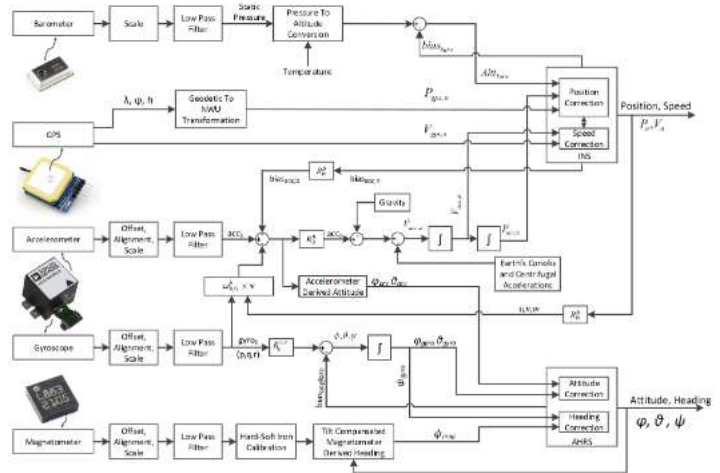 Barometer
Scale
Low Pass
Filter
Static
Pressure
Pressure To
Altitude
Conversion
Temperature
bias
Alti
λ, φ, h
Geodetic To
NWU
Transformation
GPS
Position
Correction
Speed
Correction
INS
Position, Speed
Accelerometer
Offset,
Alignment,
Scale
Low Pass
Filter
Gravity
Earth's Coriolis
and Centrifugal
Accelerations
Accelerometer
Derived Attitude
u,v,w
Gyroscope
Offset,
Alignment,
Scale
Low Pass
Filter
gyro
(p,q,r)
Attitude
Correction
Heading
Correction
AHRS
Attitude, Heading
φ, ϑ, ψ
Magnetometer
Offset,
Alignment,
Scale
Low Pass
Filter
Hard-Soft Iron
Calibration
Tilt Compensated
Magnetometer
Derived Heading